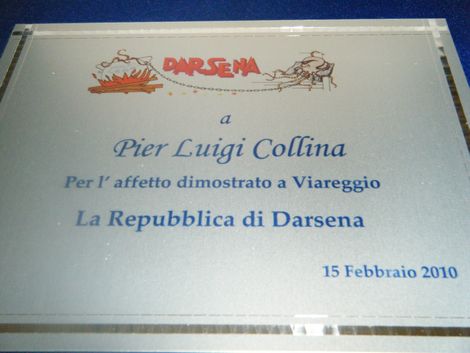 DARSENA
a
Pier Luigi Collina
Per l' affetto dimostrato a Viareggio
La Repubblica di Darsena
15 Febbraio 2010